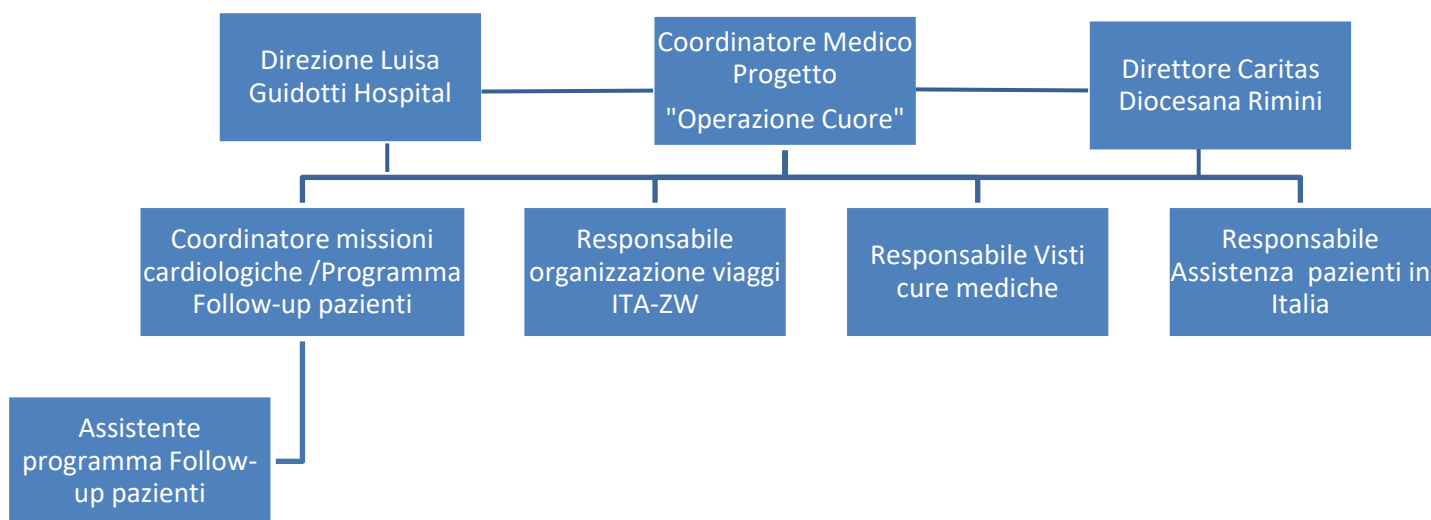 Direzione Luisa
Guidotti Hospital
Coordinatore Medico
Progetto
"Operazione Cuore"
Direttore Caritas
Diocesana Rimini
Coordinatore missioni
cardiologiche /Programma
Follow-up pazienti
Responsabile
organizzazione viaggi
ITA-ZW
Responsabile Visti
cure mediche
Responsabile
Assistenza  pazienti in
Italia
Assistente
programma Follow-
up pazienti